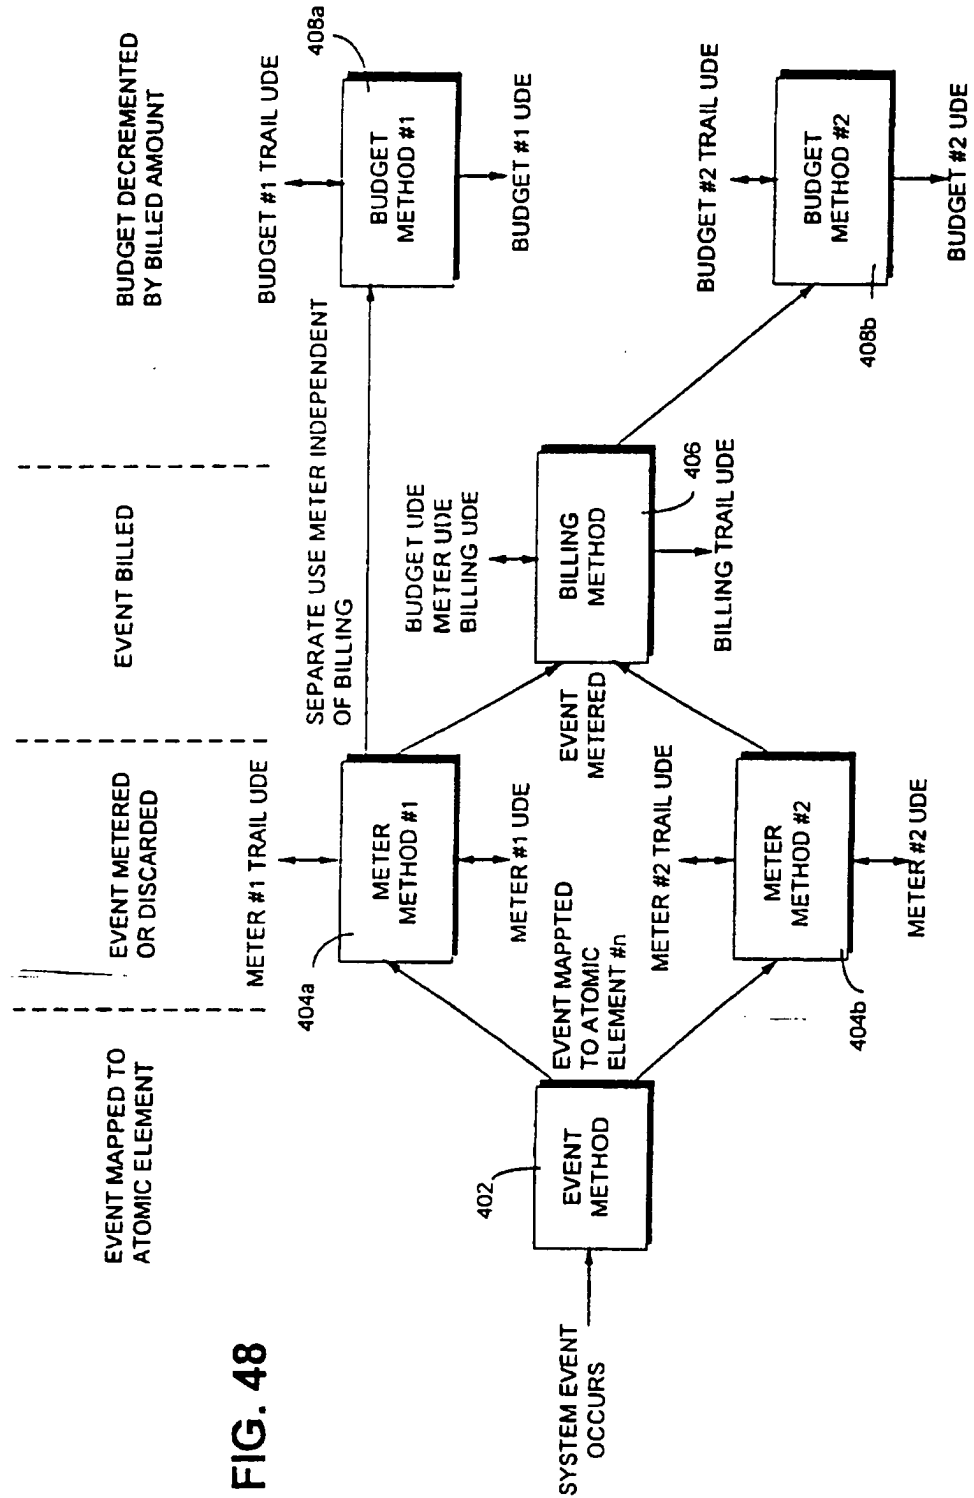 FIG. 48
EVENT MAPPED TO
ATOMIC ELEMENT
EVENT METERED
OR DISCARDED
EVENT BILLED
BUDGET DECREMENTED
BY BILLED AMOUNT
SYSTEM EVENT
OCCURS
402
EVENT
METHOD
EVENT MAPPTED
TO ATOMIC
ELEMENT #n
METER #1 TRAIL UDE
404a
METER
METHOD #1
METER #1 UDE
METER #2 TRAIL UDE
METER
METHOD #2
404b
METER #2 UDE
SEPARATE USE METER INDEPENDENT
OF BILLING
EVENT
METERED
BUDGET UDE
METER UDE
BILLING UDE
BILLING
METHOD
406
BILLING TRAIL UDE
BUDGET #1 TRAIL UDE
408a
BUDGET
METHOD #1
BUDGET #1 UDE
BUDGET #2 TRAIL UDE
BUDGET
METHOD #2
408b
BUDGET #2 UDE